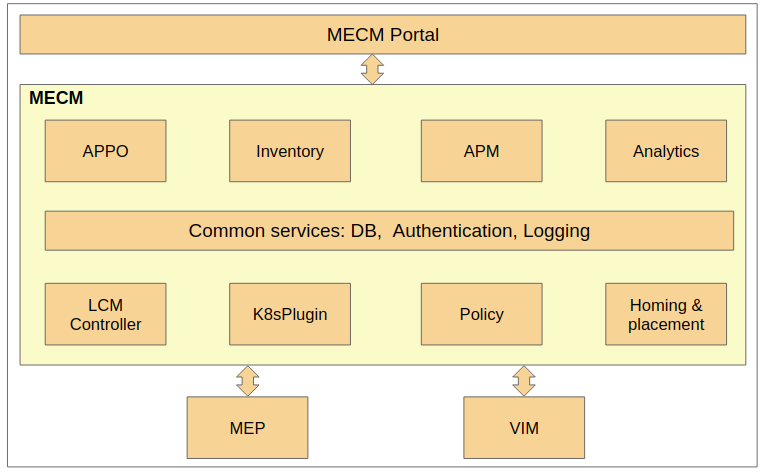 MECM Portal
MECM
APPO
Inventory
APM
Analytics
Common services: DB,  Authentication, Logging
LCM
Controller
K8sPlugin
Policy
Homing &
placement
MEP
VIM